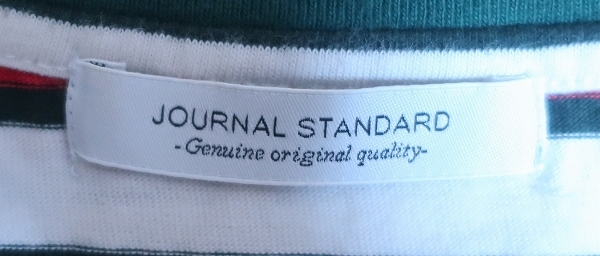 JOURNAL STANDARD
-Genuine original quality-